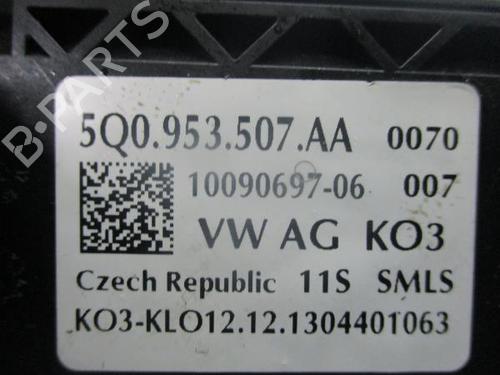 B-PARTS
5Q0.953.507.AA 0070
10090697-06 007
VW AG KO3
Czech Republic 11S SMLS
KO3-KLO12.12.1304401063